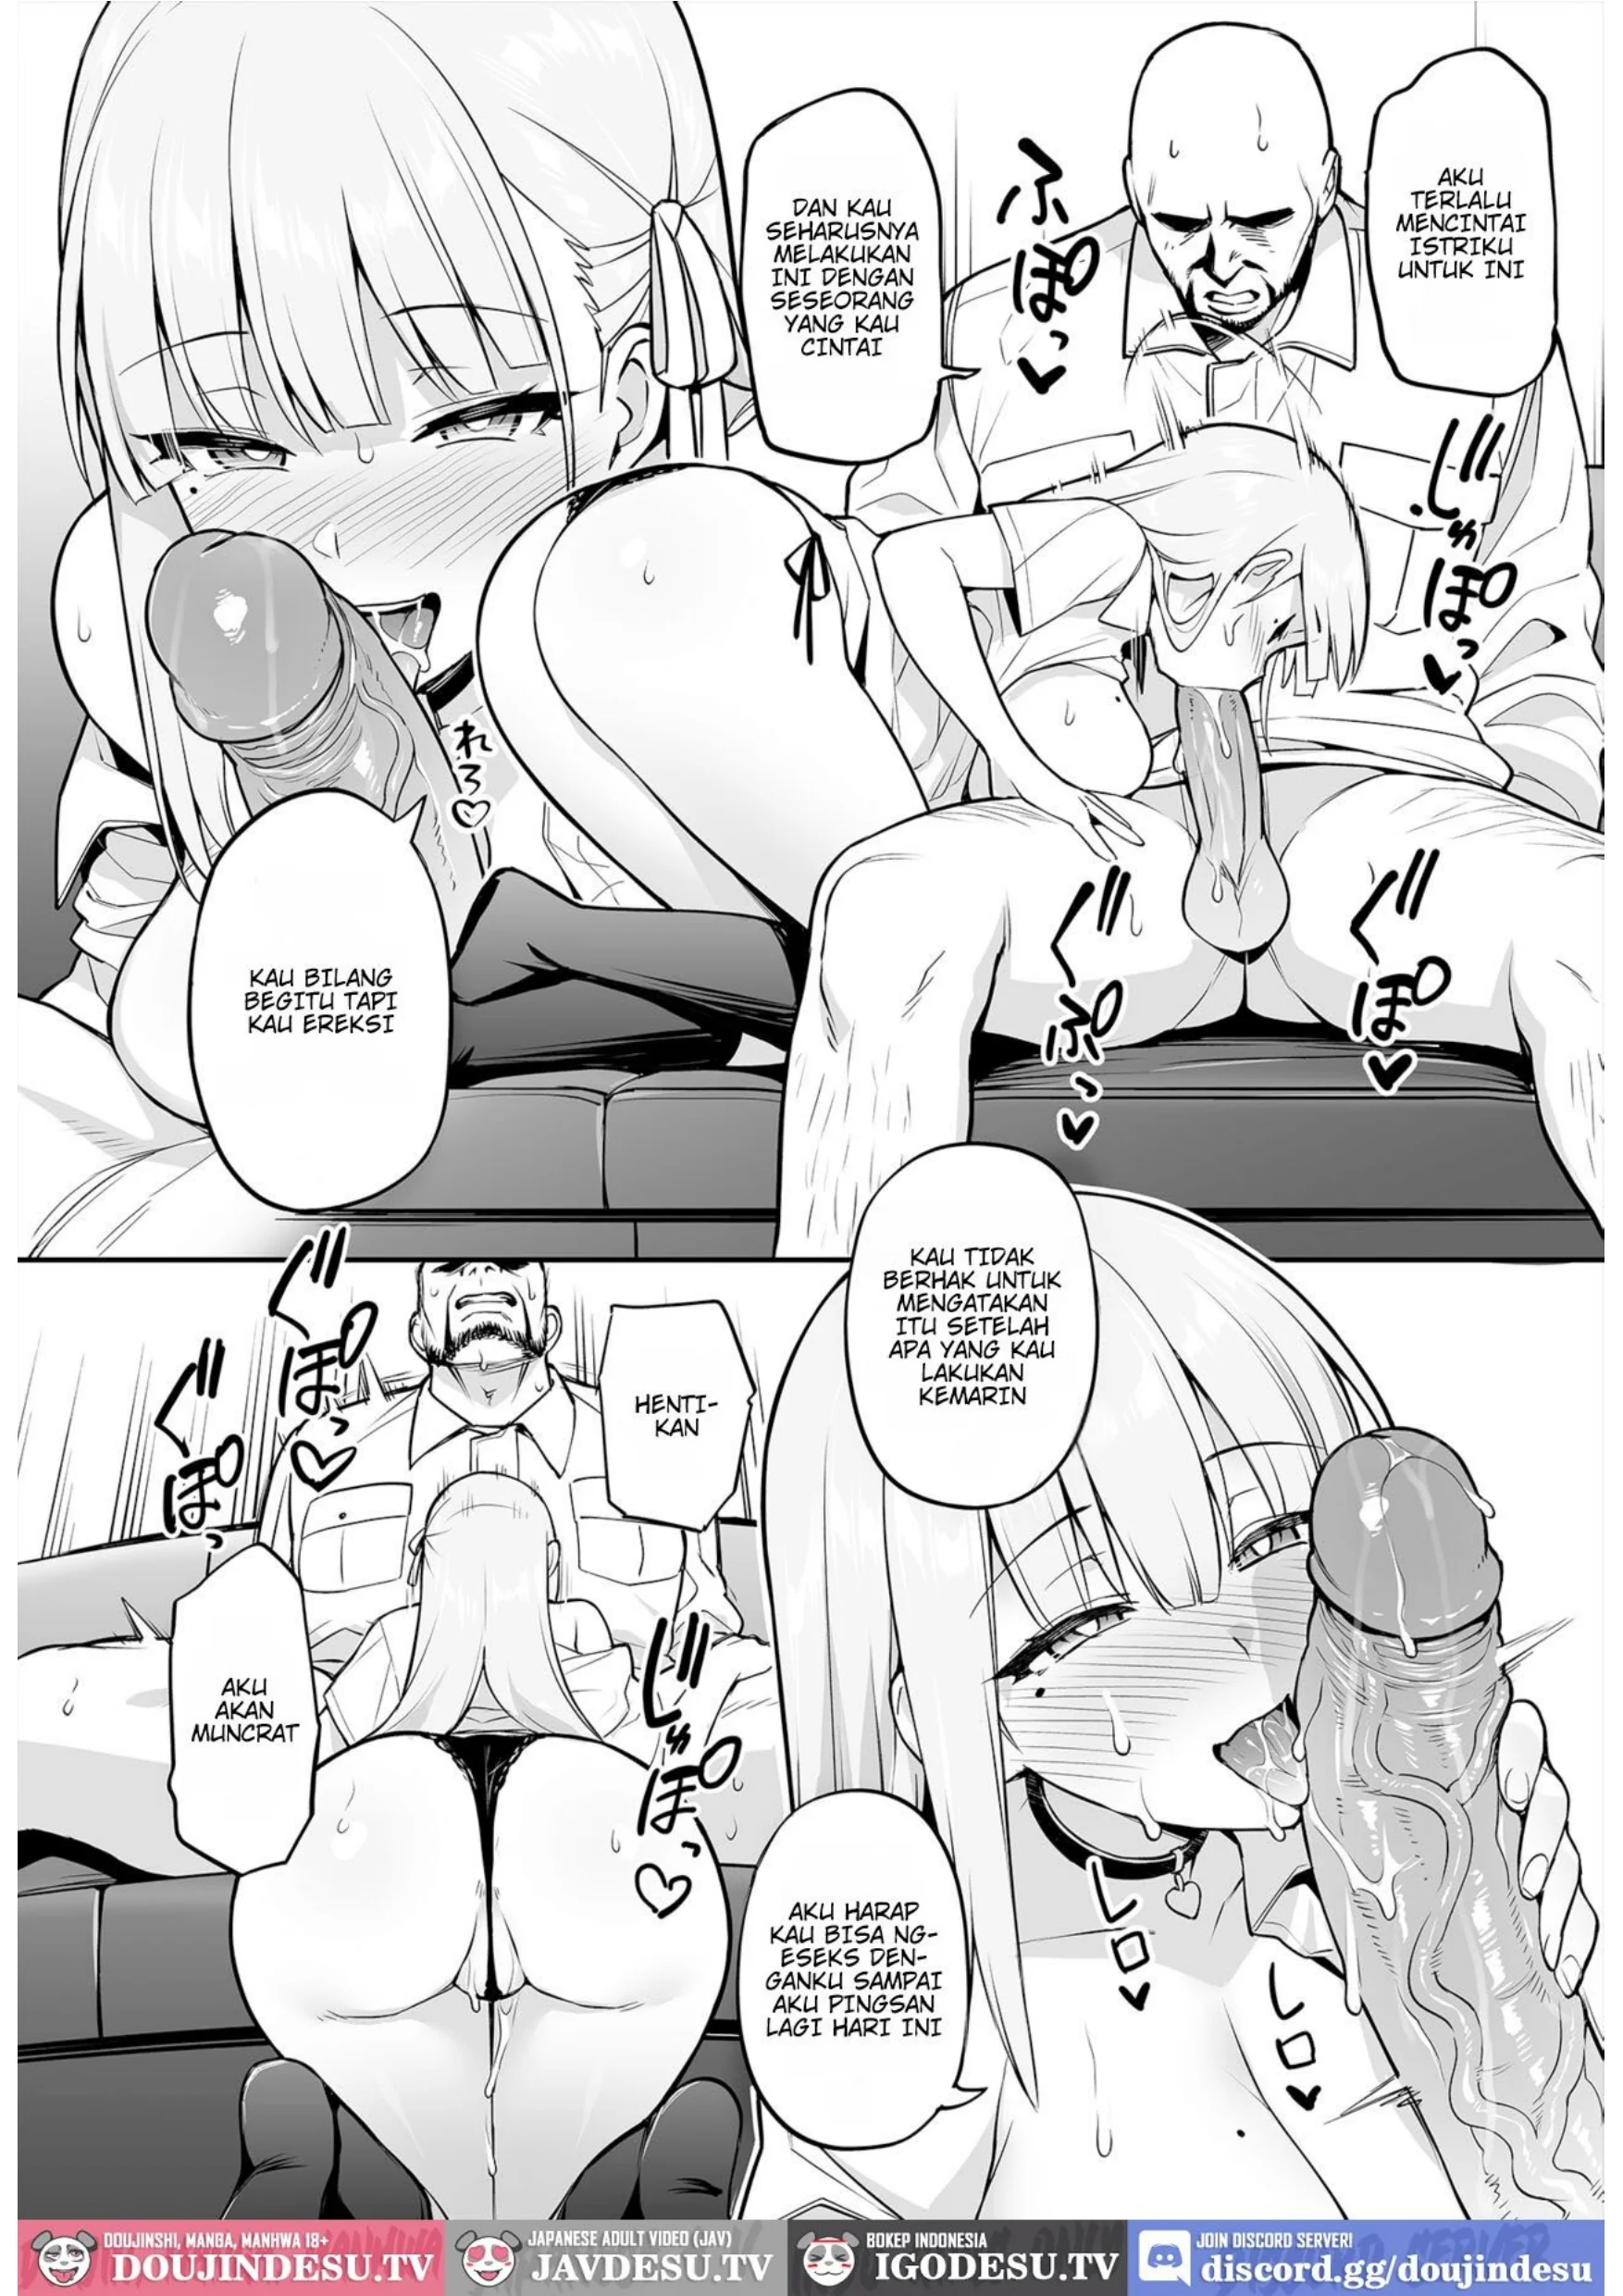 AKU
TERLALU
MENCINTAI
ISTRIKU
UNTUK INI
DAN KAU
SEHARUSNYA
MELAKUKAN
INI DENGAN
SESEORANG
YANG KAU
CINTAI
ふぽっ♥
じゅぽっ♥
れろ♡
KAU BILANG
BEGITU TAPI
KAU EREKSI
ぐぽ♥
ぐぷっ♥
KAU TIDAK
BERHAK UNTUK
MENGATAKAN
ITU SETELAH
APA YANG KAU
LAKUKAN
KEMARIN
レロ♥
レロ♥
AKU HARAP
KAU BISA NG-
ESEKS DEN-
GANKU SAMPAI
AKU PINGSAN
LAGI HARI INI
HENTI-
KAN
ぐぽっ♡
ぐぽっ
じゅぽっ♡
AKU
AKAN
MUNCRAT
DOUJINSHI, MANGA, MANHWA 18+
DOUJINDESU.TV
JAPANESE ADULT VIDEO (JAV)
JAVDESU.TV
BOKEP INDONESIA
IGODESU.TV
JOIN DISCORD SERVER!
discord.gg/doujindesu